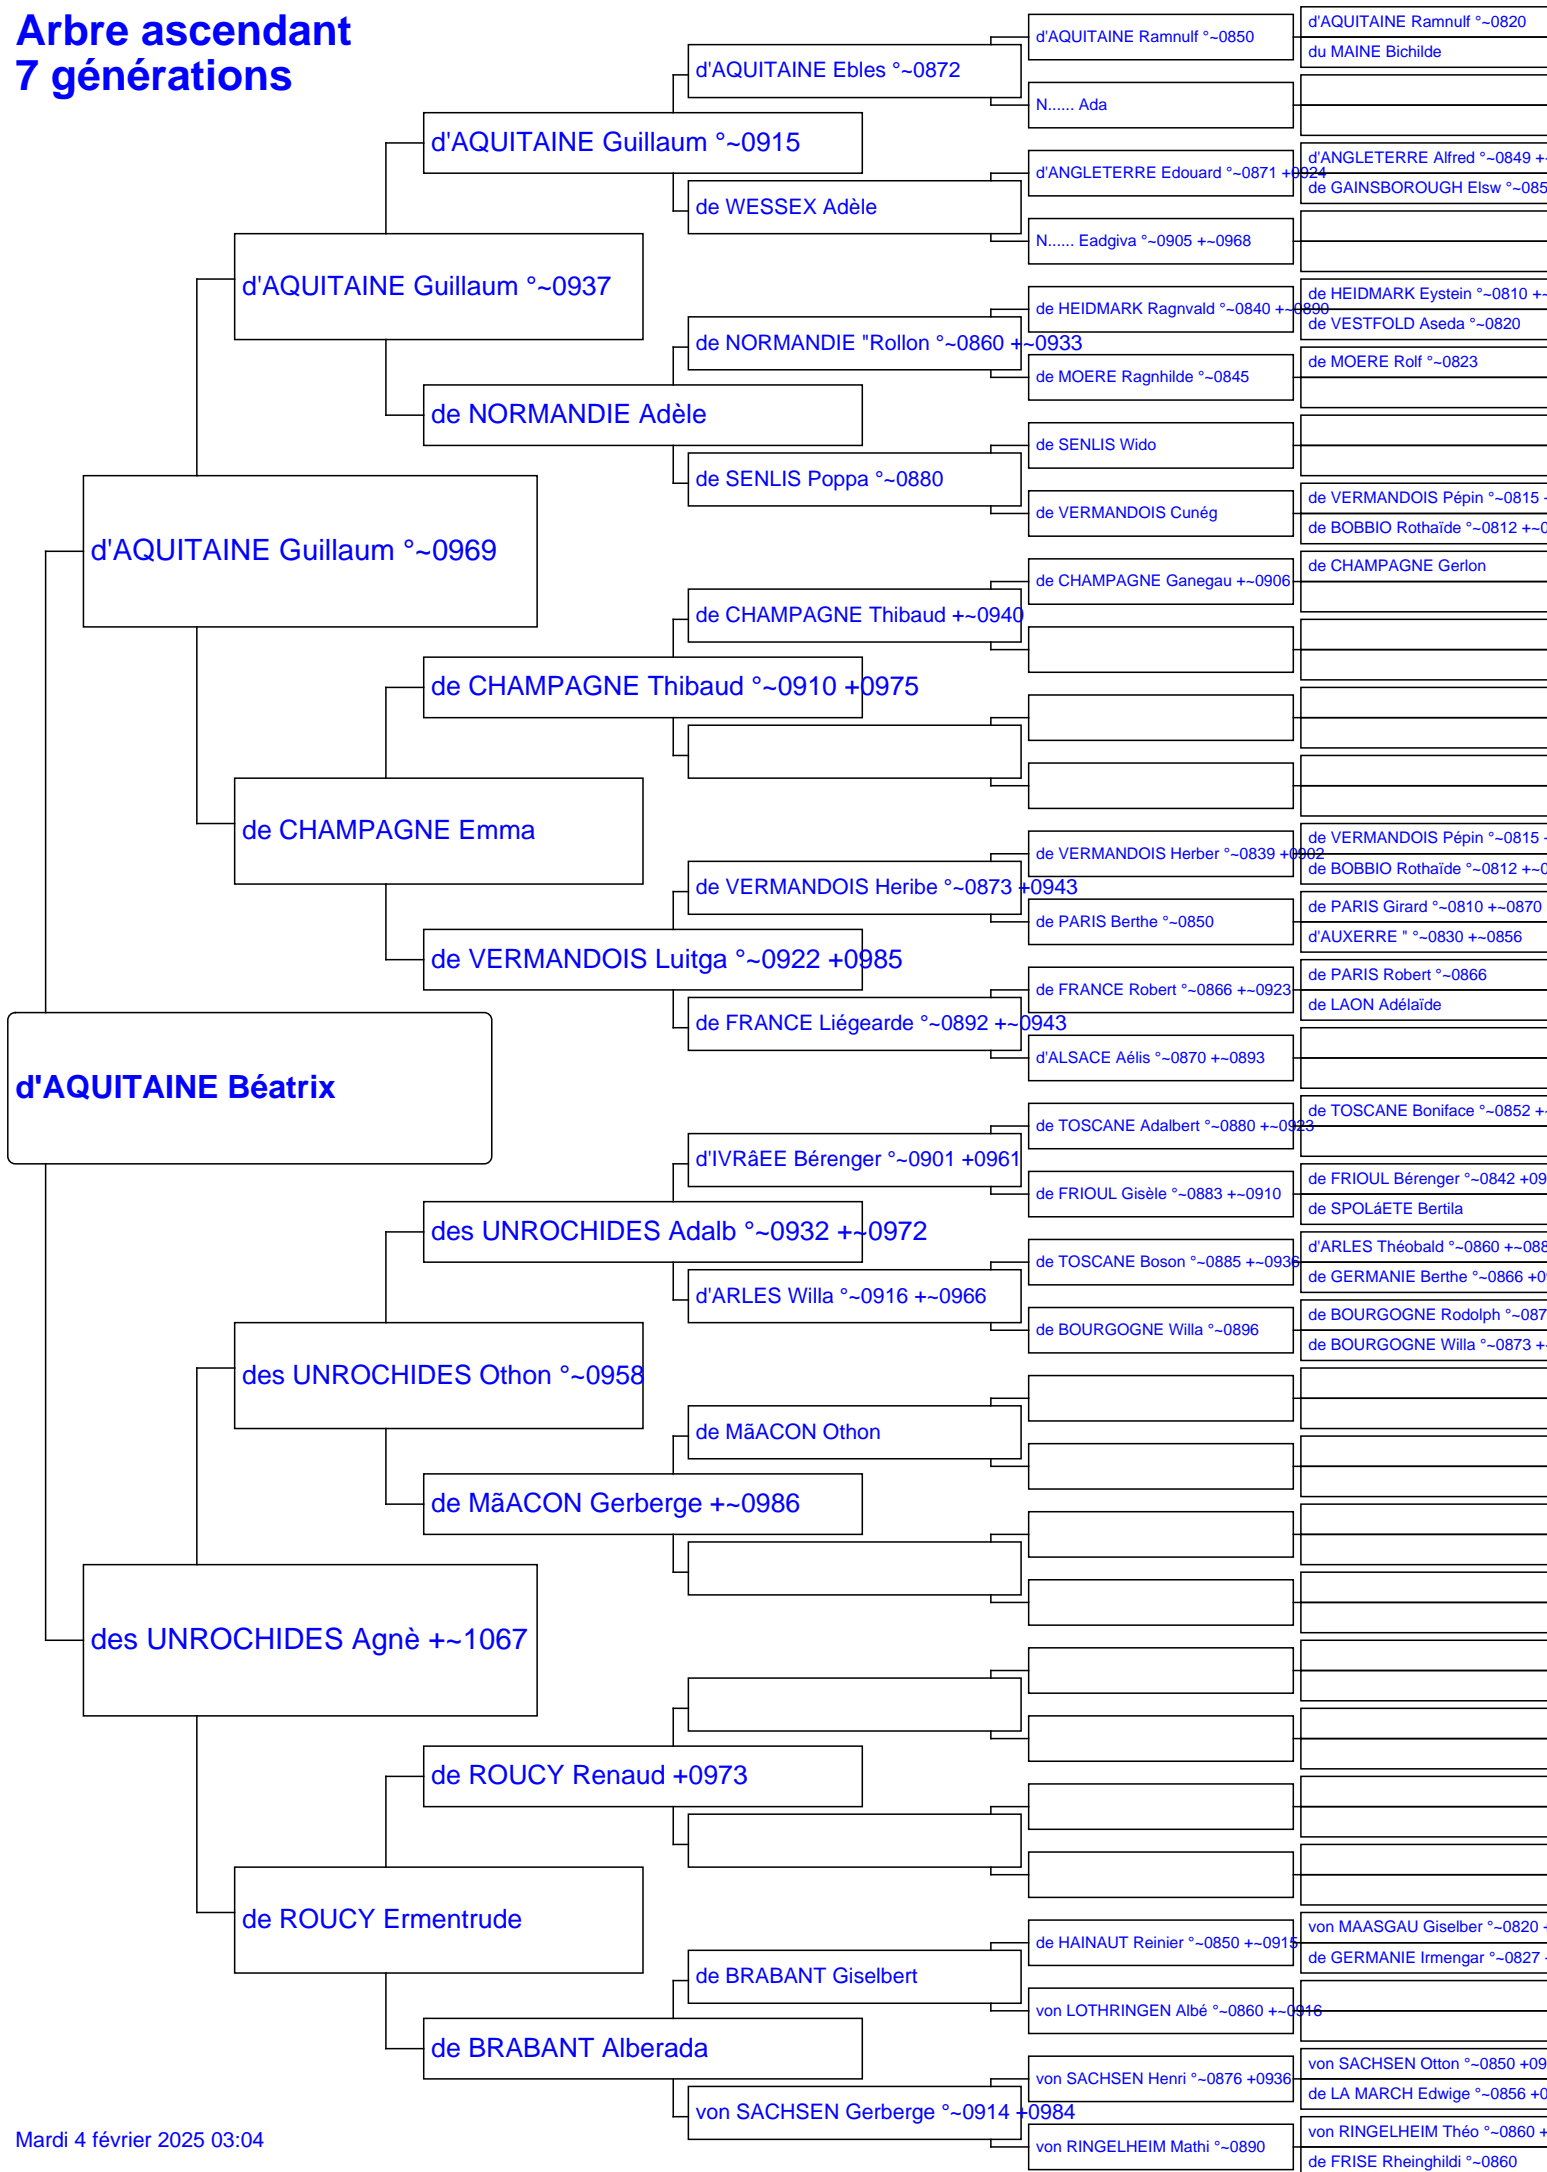 Arbre ascendant
7 générations
d'AQUITAINE Béatrix
d'AQUITAINE Guillaum °~0969
des UNROCHIDES Agnè +~1067
d'AQUITAINE Guillaum °~0937
de CHAMPAGNE Emma
des UNROCHIDES Othon °~0958
de ROUCY Ermentrude
d'AQUITAINE Guillaum °~0915
de NORMANDIE Adèle
de CHAMPAGNE Thibaud °~0910 +0975
de VERMANDOIS Luitga °~0922 +0985
des UNROCHIDES Adalb °~0932 +~0972
de MãACON Gerberge +~0986
de ROUCY Renaud +0973
de BRABANT Alberada
d'AQUITAINE Ebles °~0872
de WESSEX Adèle
de NORMANDIE "Rollon °~0860 +~0933
de SENLIS Poppa °~0880
de CHAMPAGNE Thibaud +~0940
de VERMANDOIS Heribe °~0873 +0943
de FRANCE Liégearde °~0892 +~0943
d'IVRâEE Bérenger °~0901 +0961
d'ARLES Willa °~0916 +~0966
de MãACON Othon
de BRABANT Giselbert
von SACHSEN Gerberge °~0914 +0984
d'AQUITAINE Ramnulf °~0850
N...... Ada
d'ANGLETERRE Edouard °~0871 +0924
N...... Eadgiva °~0905 +~0968
de HEIDMARK Ragnvald °~0840 +~0890
de MOERE Ragnhilde °~0845
de SENLIS Wido
de VERMANDOIS Cunég
de CHAMPAGNE Ganegau +~0906
de VERMANDOIS Herber °~0839 +0902
de PARIS Berthe °~0850
de FRANCE Robert °~0866 +~0923
d'ALSACE Aélis °~0870 +~0893
de TOSCANE Adalbert °~0880 +~0923
de FRIOUL Gisèle °~0883 +~0910
de TOSCANE Boson °~0885 +~0936
de BOURGOGNE Willa °~0896
de HAINAUT Reinier °~0850 +~0915
von LOTHRINGEN Albé °~0860 +~0916
von SACHSEN Henri °~0876 +0936
von RINGELHEIM Mathi °~0890
d'AQUITAINE Ramnulf °~0820
du MAINE Bichilde
d'ANGLETERRE Alfred °~0849 +~
de GAINSBOROUGH Elsw °~085
de HEIDMARK Eystein °~0810 +~
de VESTFOLD Aseda °~0820
de MOERE Rolf °~0823
de VERMANDOIS Pépin °~0815 +
de BOBBIO Rothaïde °~0812 +~0
de CHAMPAGNE Gerlon
de VERMANDOIS Pépin °~0815 +
de BOBBIO Rothaïde °~0812 +~0
de PARIS Girard °~0810 +~0870
d'AUXERRE " °~0830 +~0856
de PARIS Robert °~0866
de LAON Adélaïde
de TOSCANE Boniface °~0852 +~
de FRIOUL Bérenger °~0842 +09
de SPOLáETE Bertila
d'ARLES Théobald °~0860 +~088
de GERMANIE Berthe °~0866 +09
de BOURGOGNE Rodolph °~087
de BOURGOGNE Willa °~0873 +~
von MAASGAU Giselber °~0820 +
de GERMANIE Irmengar °~0827 +
von SACHSEN Otton °~0850 +09
de LA MARCH Edwige °~0856 +0
von RINGELHEIM Théo °~0860 +
de FRISE Rheinghildi °~0860
Mardi 4 février 2025 03:04